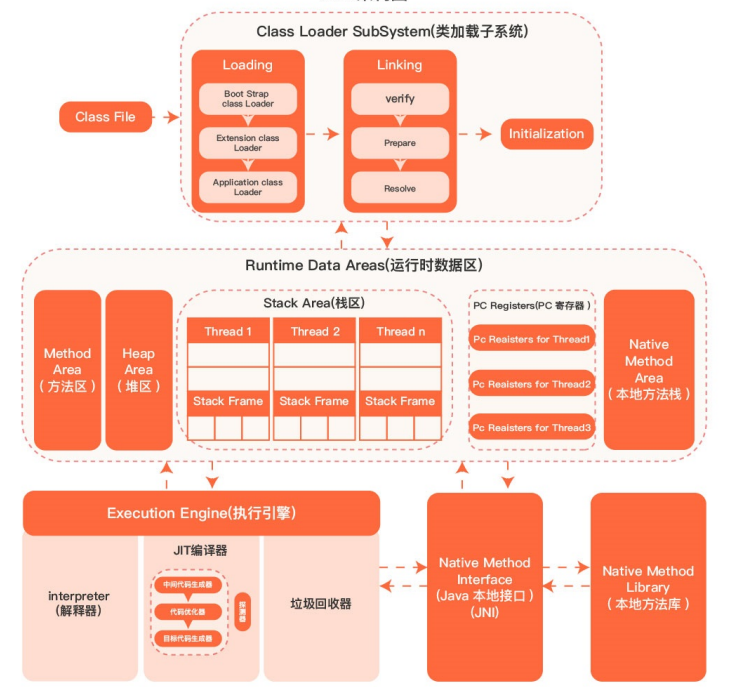 Class Loader SubSystem(类加载子系统)
Loading
Linking
Boot Strap
class Loader
verify
Class File
Extension class
Loader
Prepare
Initialization
Application class
Loader
Resolve
Runtime Data Areas(运行时数据区)
Stack Area(栈区)
PC Registers(PC 寄存器 )
Method
Area
( 方法区 )
Heap
Area
( 堆区 )
Thread 1
Thread 2
Thread n
Stack Frame
Stack Frame
Stack Frame
Pc Reaisters for Thread1
Pc Reaisters for Thread2
Pc Reaisters for Thread3
Native
Method
Area
( 本地方法栈 )
Execution Engine(执行引擎)
interpreter
(解释器)
JIT编译器
中间代码生成器
代码优化器
目标代码生成器
探测器
垃圾回收器
Native Method
Interface
(Java 本地接口 )
(JNI)
Native Method
Library
( 本地方法库 )